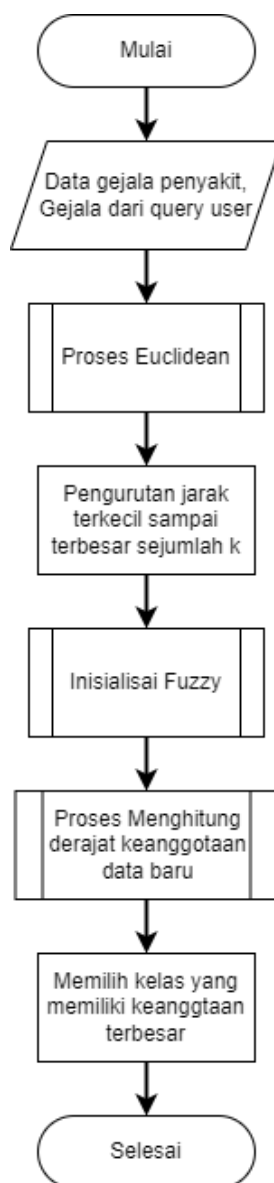 Mulai
Data gejala penyakit,
Gejala dari query user
Proses Euclidean
Pengurutan jarak
terkecil sampai
terbesar sejumlah k
Inisialisai Fuzzy
Proses Menghitung
derajat keanggotaan
data baru
Memilih kelas yang
memiliki keanggtaan
terbesar
Selesai